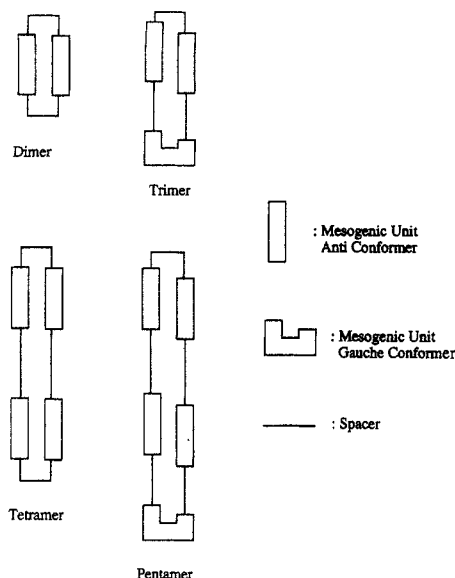 Dimer
Trimer
: Mesogenic Unit
Anti Conformer
: Mesogenic Unit
Gauche Conformer
: Spacer
Tetramer
Pentamer